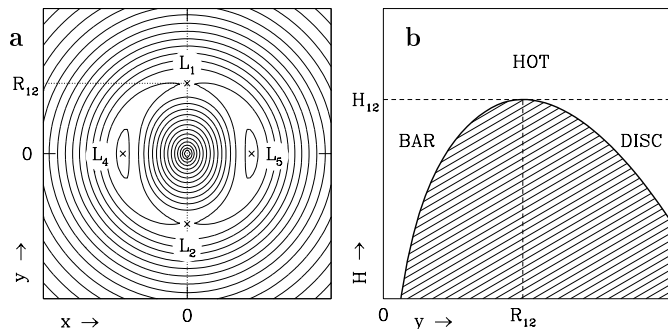 a
L₁
R₁₂
0
L₄
L₅
L₂
y →
x →
0
b
HOT
H₁₂
BAR
DISC
H →
0
y →
R₁₂